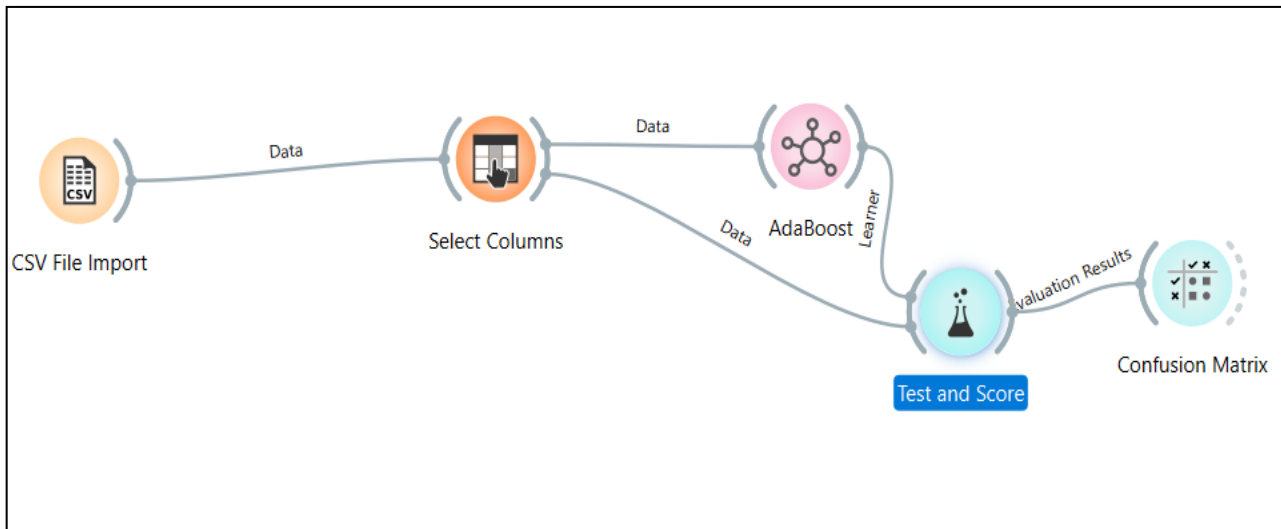 CSV
CSV File Import
Data
Select Columns
Data
Data
AdaBoost
Learner
Test and Score
valuation Results
Confusion Matrix